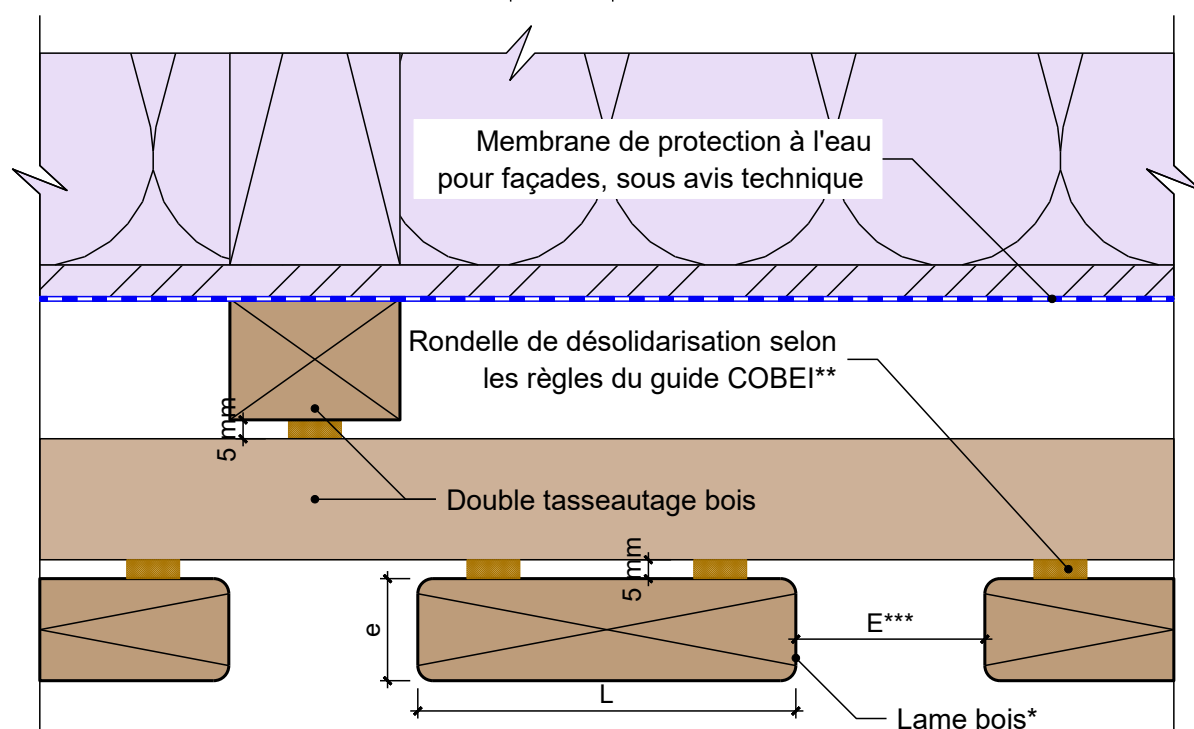 Membrane de protection à l'eau
pour façades, sous avis technique
Rondelle de désolidarisation selon
les règles du guide COBEI**
5 mm
Double tasseautage bois
5 mm
e
E***
L
Lame bois*